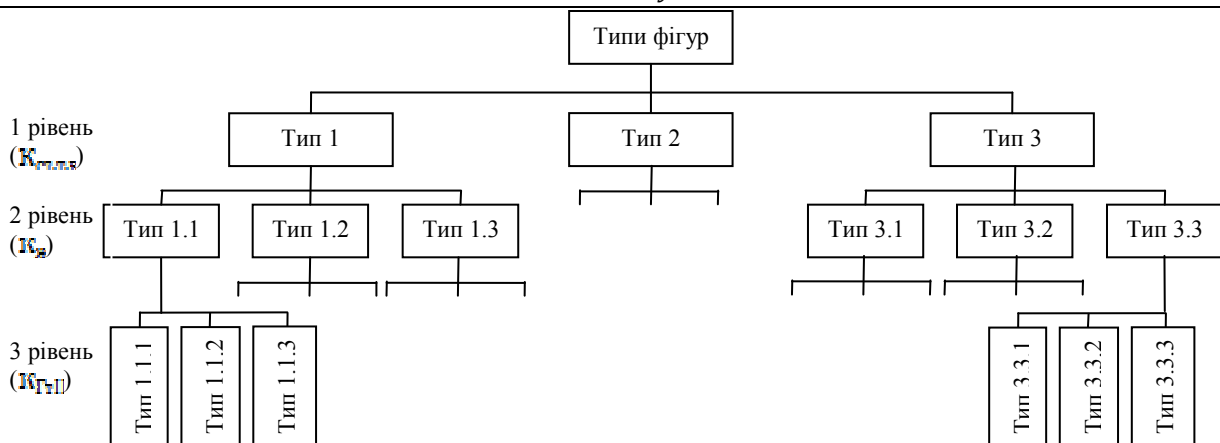 Типи фігур
1 рівень
Тип 1
Тип 2
Тип 3
2 рівень
Тип 1.1
Тип 1.2
Тип 1.3
Тип 3.1
Тип 3.2
Тип 3.3
3 рівень
Тип 1.1.1
Тип 1.1.2
Тип 1.1.3
Тип 3.3.1
Тип 3.3.2
Тип 3.3.3